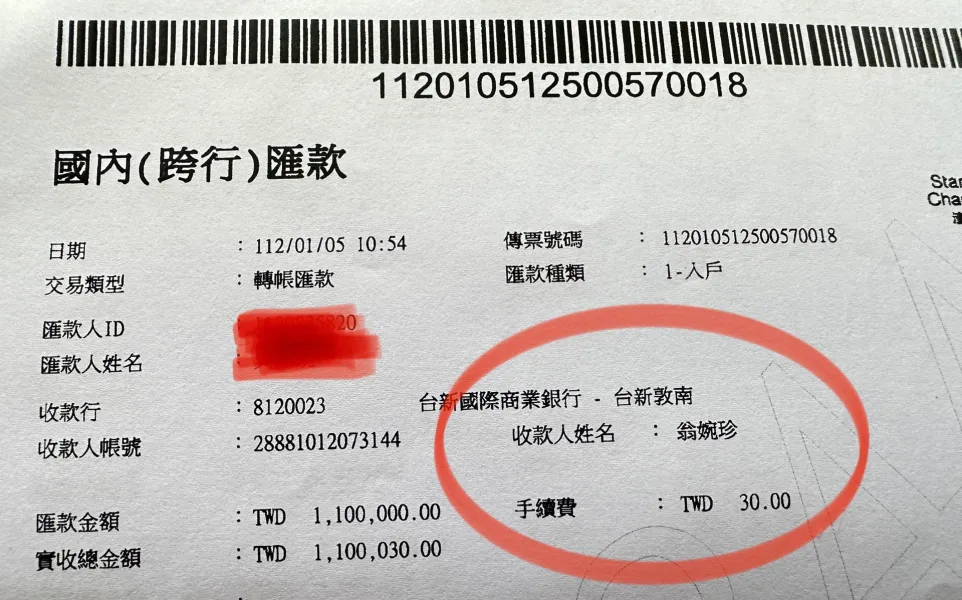 112010512500570018
國內(跨行)匯款
Stan
Cha
日期 : 112/01/05 10:54 傳票號碼 : 112010512500570018
交易類型 : 轉帳匯款 匯款種類 : 1-入戶
匯款人ID :
匯款人姓名 :
收款行 : 8120023 台新國際商業銀行 - 台新敦南
收款人帳號 : 28881012073144 收款人姓名 : 翁婉珍
匯款金額 : TWD 1,100,000.00 手續費 : TWD 30.00
實收總金額 : TWD 1,100,030.00